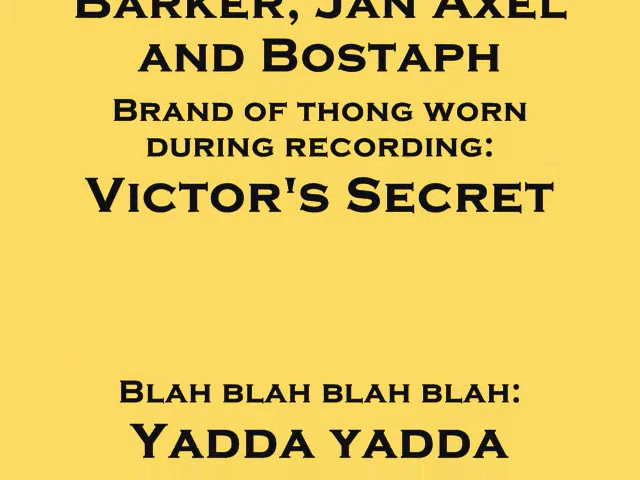 Barker, Jan Axel
and Bostaph
Brand of thong worn
during recording:
Victor's Secret
Blah blah blah blah:
Yadda yadda